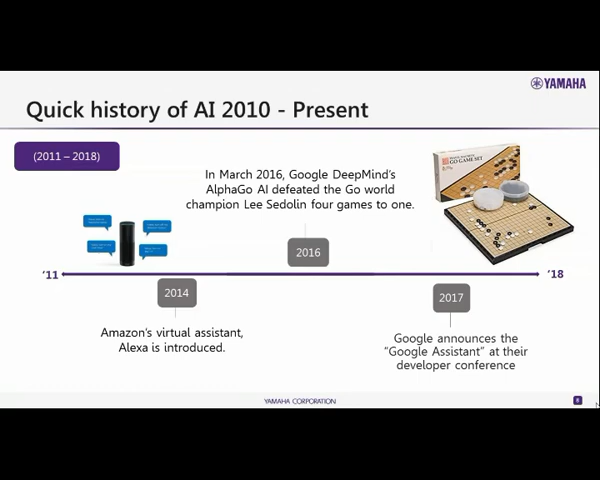 YAMAHA
Quick history of AI 2010 - Present
(2011 – 2018)
In March 2016, Google DeepMind's
AlphaGo AI defeated the Go world
champion Lee Sedolin four games to one.
GO GAME SET
2016
'11
'18
2014
2017
Amazon's virtual assistant,
Alexa is introduced.
Google announces the
"Google Assistant" at their
developer conference
YAMAHA CORPORATION
8